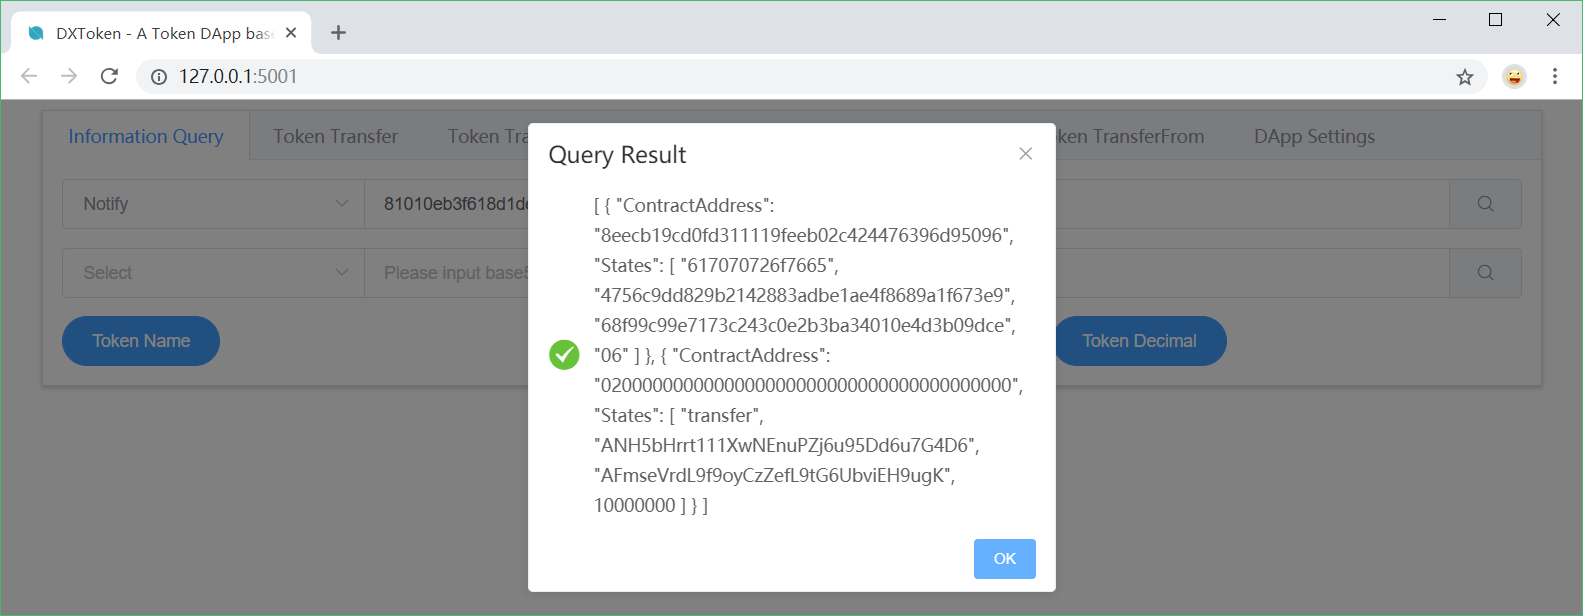 DXToken - A Token DApp bas
127.0.0.1:5001
Information Query
Token Transfer
Token Tra
ken TransferFrom
DApp Settings
Notify
81010eb3f618d1de
Select
Please input base5
Token Name
Token Decimal
Query Result
[ { "ContractAddress":
"8eecb19cd0fd311119feeb02c424476396d95096",
"States": [ "617070726f7665",
"4756c9dd829b2142883adbe1ae4f8689a1f673e9",
"68f99c99e7173c243c0e2b3ba34010e4d3b09dce",
"06" ] }, { "ContractAddress":
"0200000000000000000000000000000000000000",
"States": [ "transfer",
"ANH5bHrrt111XwNEnuPZj6u95Dd6u7G4D6",
"AFmseVrdL9f9oyCzZefL9tG6UbviEH9ugK",
10000000 ] } ]
OK